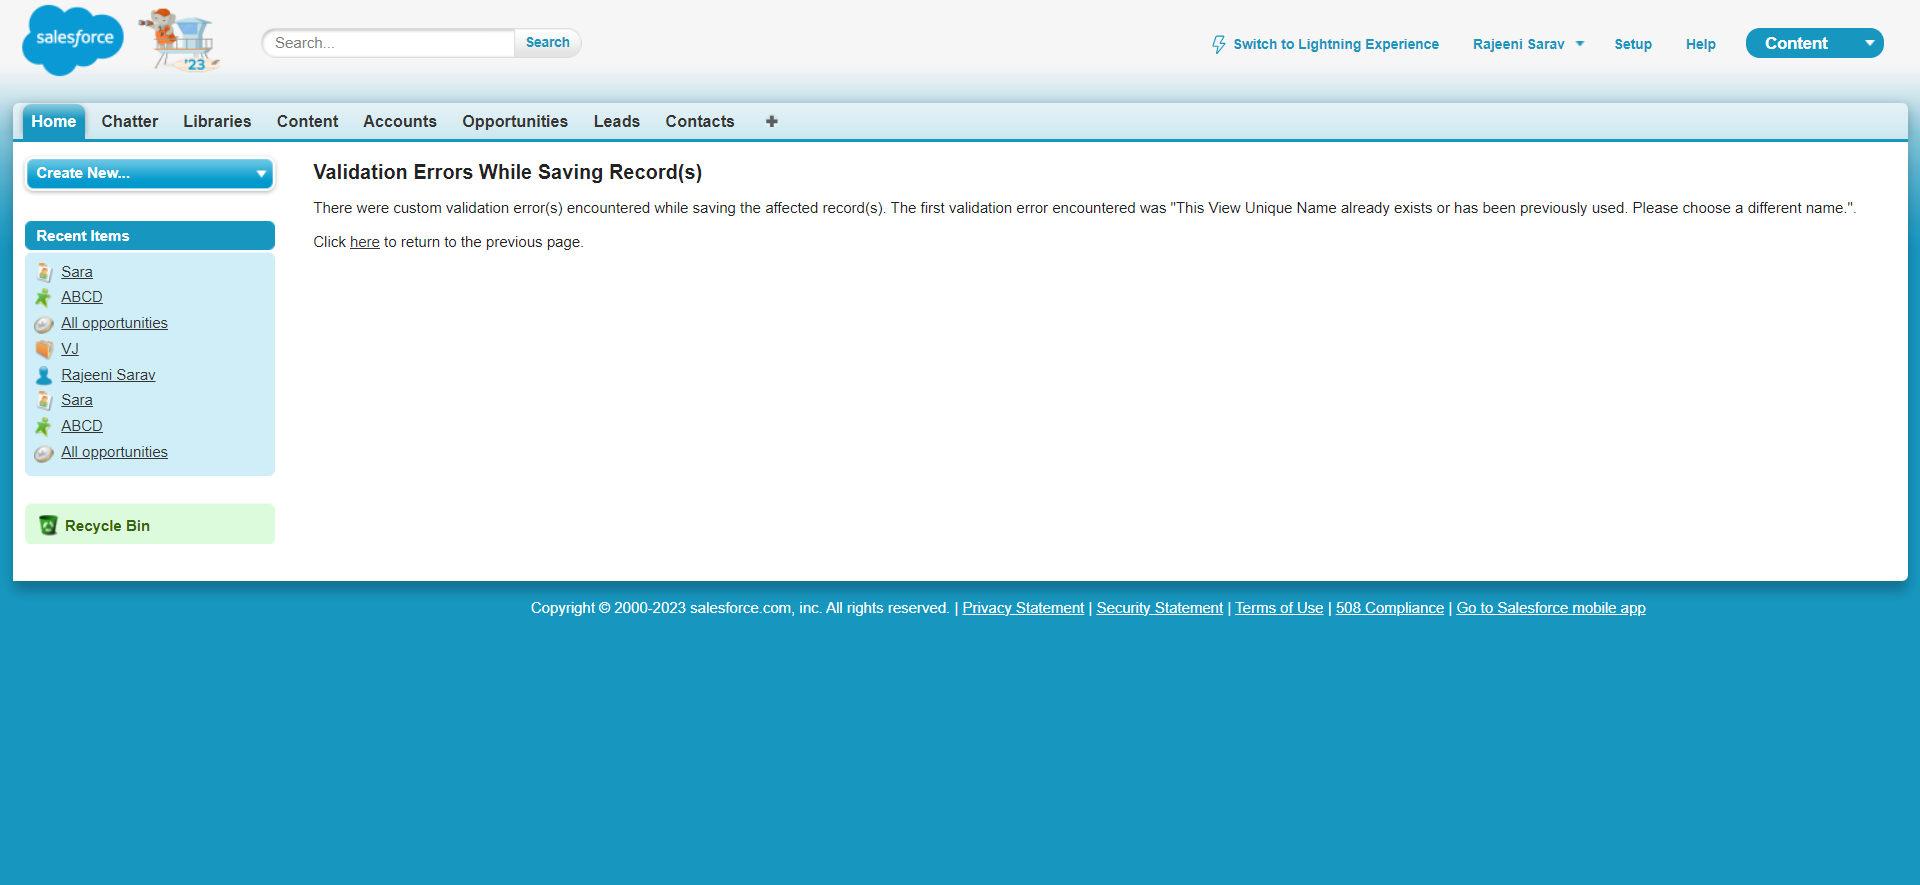 salesforce
'23
Search...
Search
Switch to Lightning Experience
Rajeeni Sarav
Setup
Help
Content
Home
Chatter
Libraries
Content
Accounts
Opportunities
Leads
Contacts
Create New...
Recent Items
Sara
ABCD
All opportunities
VJ
Rajeeni Sarav
Sara
ABCD
All opportunities
Recycle Bin
Validation Errors While Saving Record(s)
There were custom validation error(s) encountered while saving the affected record(s). The first validation error encountered was "This View Unique Name already exists or has been previously used. Please choose a different name.".
Click here to return to the previous page.
Copyright © 2000-2023 salesforce.com, inc. All rights reserved. | Privacy Statement | Security Statement | Terms of Use | 508 Compliance | Go to Salesforce mobile app